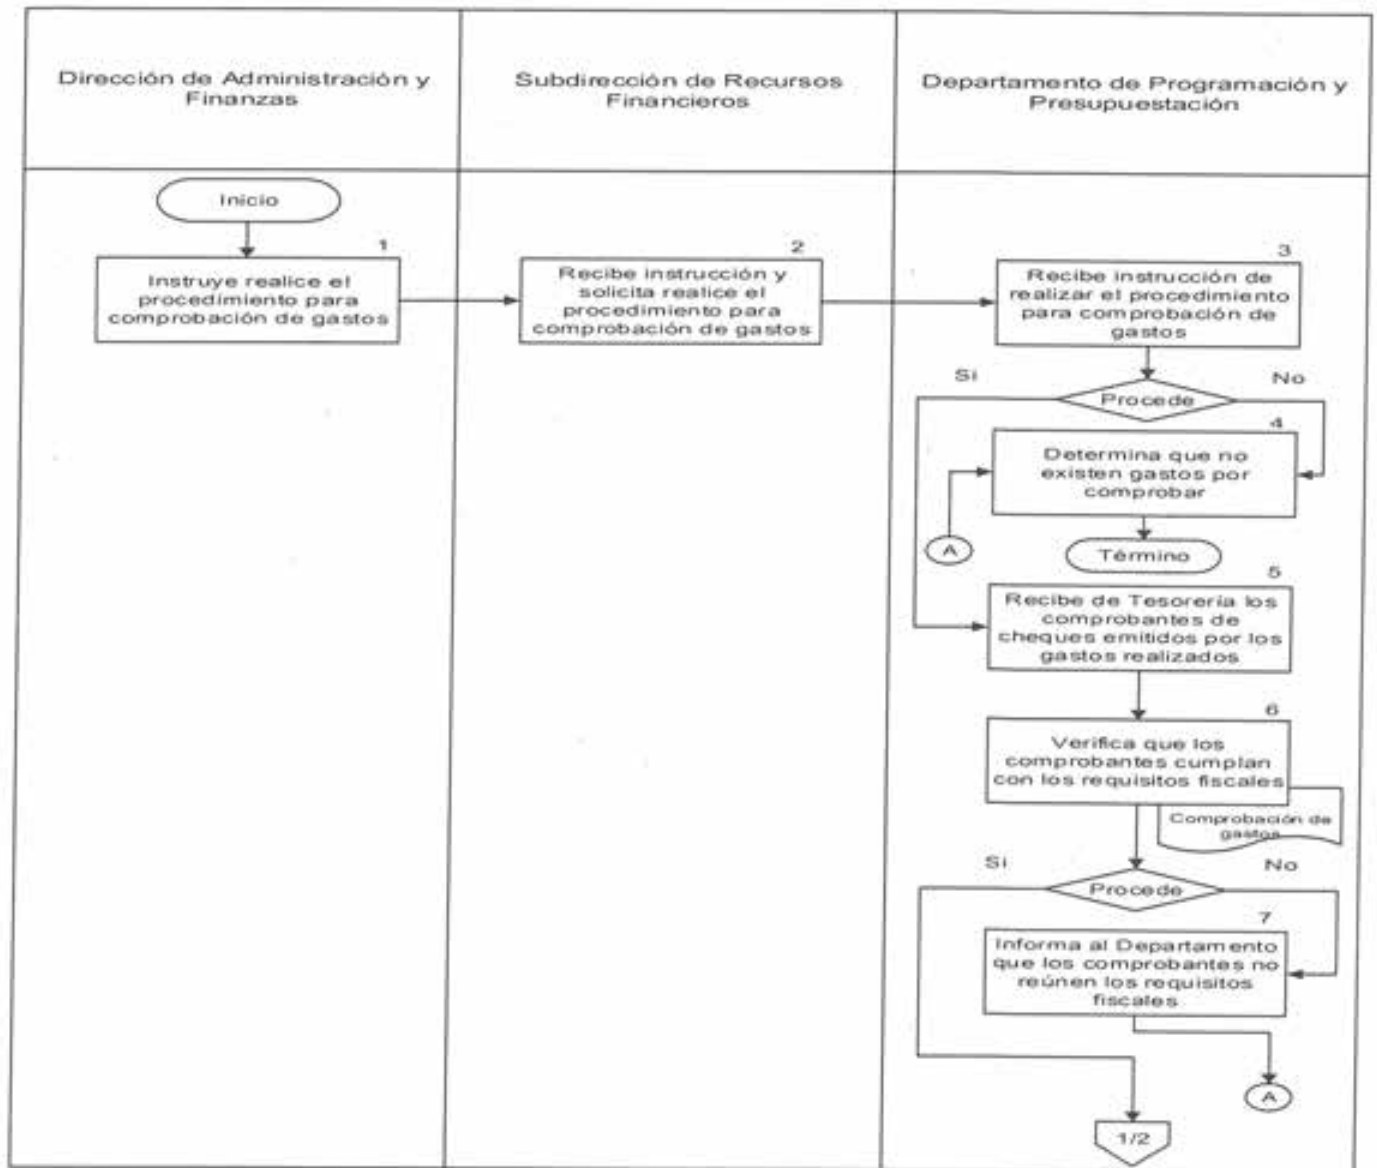 Dirección de Administración y
Finanzas
Subdirección de Recursos
Financieros
Departamento de Programación y
Presupuestación
Inicio
1
Instruye realice el
procedimiento para
comprobación de gastos
2
Recibe instrucción y
solicita realice el
procedimiento para
comprobación de gastos
3
Recibe instrucción de
realizar el procedimiento
para comprobación de
gastos
Si
No
Procede
4
Determina que no
existen gastos por
comprobar
A
Término
5
Recibe de Tesorería los
comprobantes de
cheques emitidos por los
gastos realizados
6
Verifica que los
comprobantes cumplan
con los requisitos fiscales
Comprobación de
gastos
Si
No
Procede
7
Informa al Departamento
que los comprobantes no
reúnen los requisitos
fiscales
A
1/2